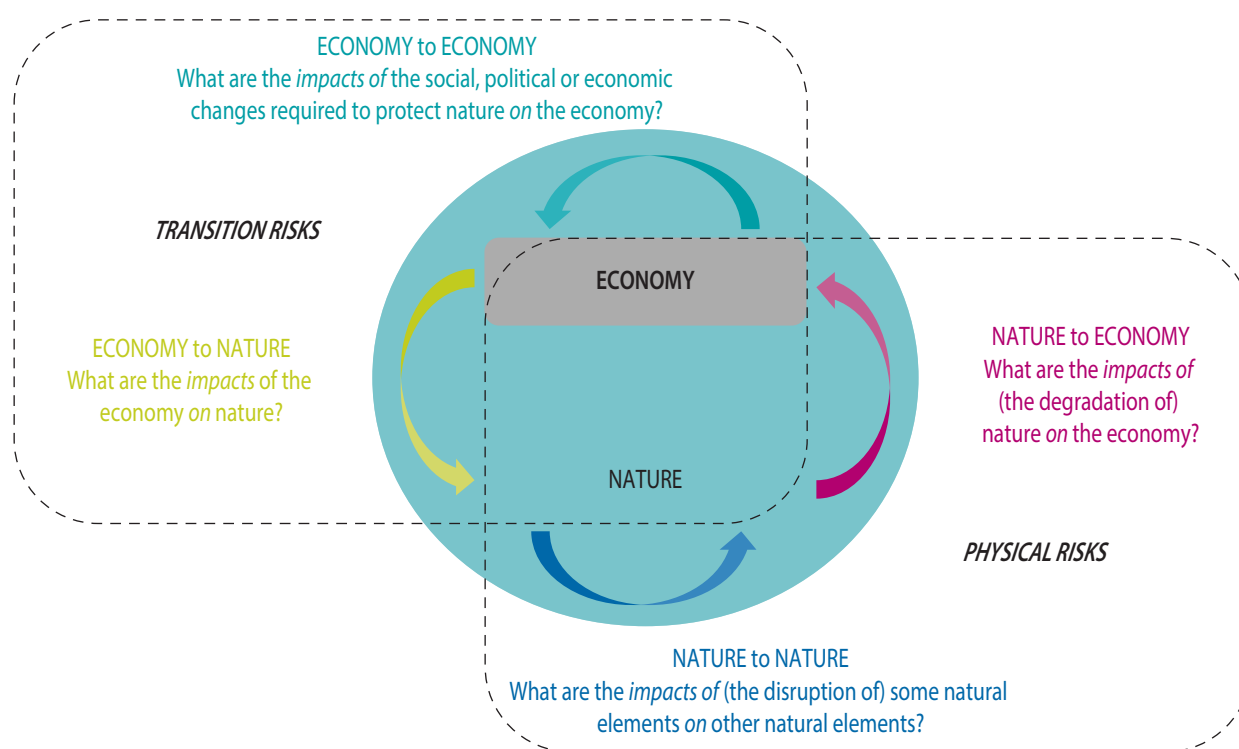 ECONOMY to ECONOMY
What are the impacts of the social, political or economic
changes required to protect nature on the economy?
TRANSITION RISKS
ECONOMY
ECONOMY to NATURE
What are the impacts of the
economy on nature?
NATURE to ECONOMY
What are the impacts of
(the degradation of)
nature on the economy?
NATURE
PHYSICAL RISKS
NATURE to NATURE
What are the impacts of (the disruption of) some natural
elements on other natural elements?